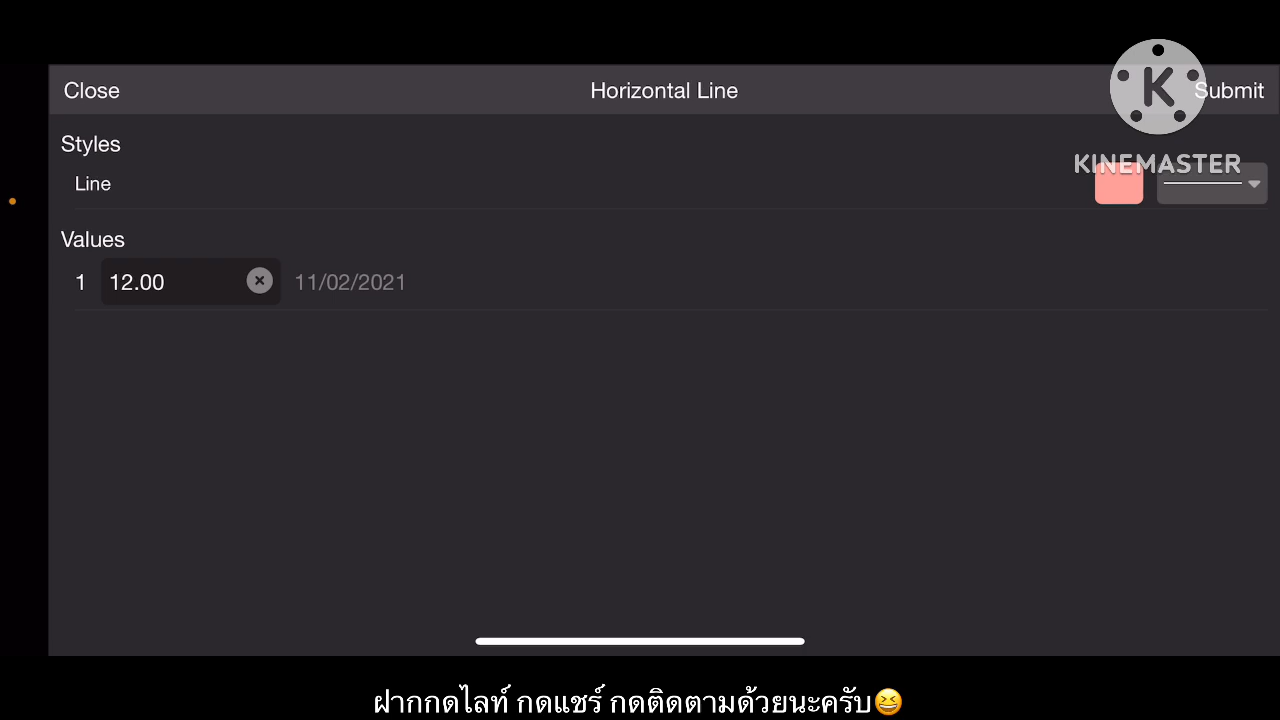 Close Horizontal Line Submit
K
KINEMASTER
Styles
Line
Values
1 12.00 11/02/2021
ฝากกดไลท์ กดแชร์ กดติดตามด้วยนะครับ😆